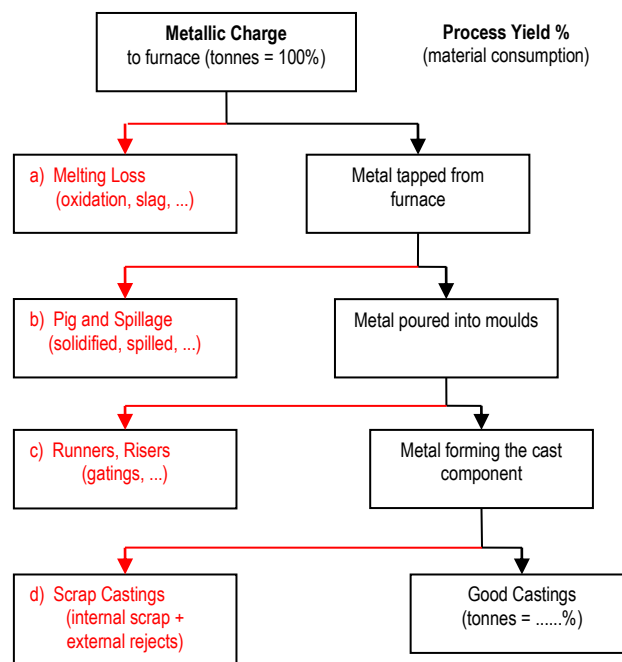 Metallic Charge
to furnace (tonnes = 100%)
Process Yield %
(material consumption)
a) Melting Loss
(oxidation, slag, ...)
Metal tapped from
furnace
b) Pig and Spillage
(solidified, spilled, ...)
Metal poured into moulds
c) Runners, Risers
(gatings, ...)
Metal forming the cast
component
d) Scrap Castings
(internal scrap +
external rejects)
Good Castings
(tonnes = ......%)